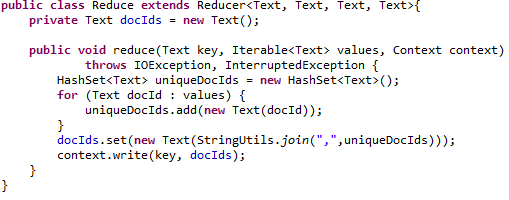 public class Reduce extends Reducer<Text, Text, Text, Text>{
    private Text docIds = new Text();

    public void reduce(Text key, Iterable<Text> values, Context context)
            throws IOException, InterruptedException {
        HashSet<Text> uniqueDocIds = new HashSet<Text>();
        for (Text docId : values) {
            uniqueDocIds.add(new Text(docId));
        }
        docIds.set(new Text(StringUtils.join(",",uniqueDocIds)));
        context.write(key, docIds);
    }
}